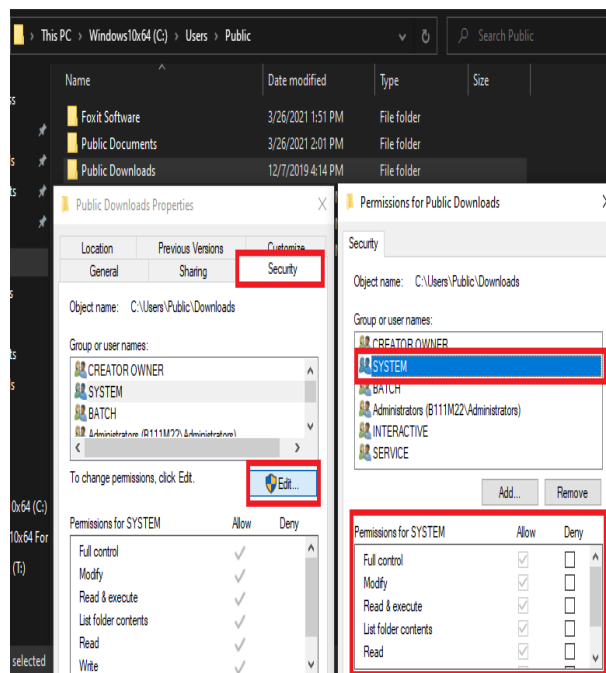 This PC > Windows10x64 (C:) > Users > Public
Search Public
Name Date modified Type Size
Foxit Software 3/26/2021 1:51 PM File folder
Public Documents 3/26/2021 2:01 PM File folder
Public Downloads 12/7/2019 4:14 PM File folder
Public Downloads Properties
Location Previous Versions Customize
General Sharing Security
Object name: C:\Users\Public\Downloads
Group or user names:
CREATOR OWNER
SYSTEM
BATCH
Administrators (B111M22\Administrators)
To change permissions, click Edit.
Edit...
Permissions for SYSTEM Allow Deny
Full control
Modify
Read & execute
List folder contents
Read
Write
Permissions for Public Downloads
Security
Object name: C:\Users\Public\Downloads
Group or user names:
CREATOR OWNER
SYSTEM
BATCH
Administrators (B111M22\Administrators)
INTERACTIVE
SERVICE
Add... Remove
Permissions for SYSTEM Allow Deny
Full control
Modify
Read & execute
List folder contents
Read
0x64 (C:)
10x64 For
(T:)
selected